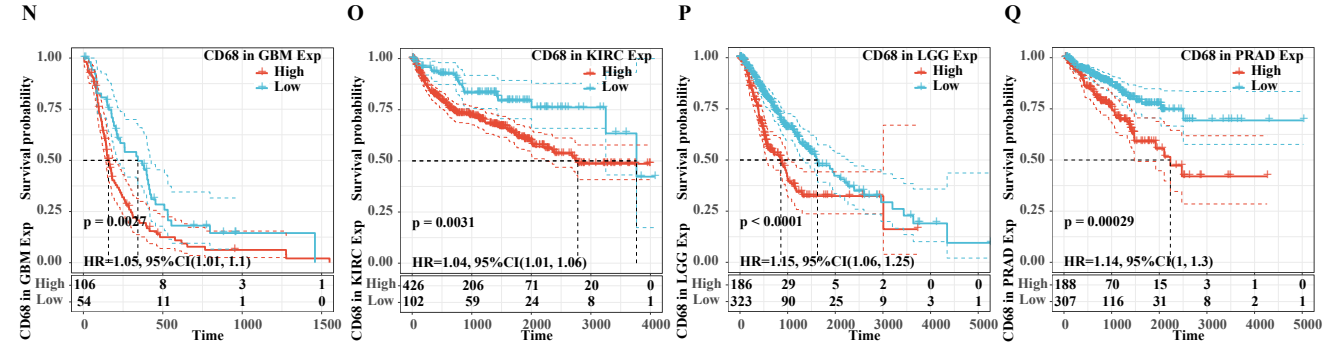 N
CD68 in GBM Exp
High
Low
Survival probability
1.00
0.75
0.50
0.25
0.00
p = 0.0027
HR=1.05, 95%CI(1.01, 1.1)
CD68 in GBM Exp
High 106 8 3 1
Low 54 11 1 0
0 500 1000 1500
Time
O
CD68 in KIRC Exp
High
Low
Survival probability
1.00
0.75
0.50
0.25
0.00
p = 0.0031
HR=1.04, 95%CI(1.01, 1.06)
CD68 in KIRC Exp
High 426 206 71 20 0
Low 102 59 24 8 1
0 1000 2000 3000 4000
Time
P
CD68 in LGG Exp
High
Low
Survival probability
1.00
0.75
0.50
0.25
0.00
p < 0.0001
HR=1.15, 95%CI(1.06, 1.25)
CD68 in LGG Exp
High 186 29 5 2 0 0
Low 323 90 25 9 3 1
0 1000 2000 3000 4000 5000
Time
Q
CD68 in PRAD Exp
High
Low
Survival probability
1.00
0.75
0.50
0.25
0.00
p = 0.00029
HR=1.14, 95%CI(1, 1.3)
CD68 in PRAD Exp
High 188 70 15 3 1 0
Low 307 116 31 8 2 1
0 1000 2000 3000 4000 5000
Time